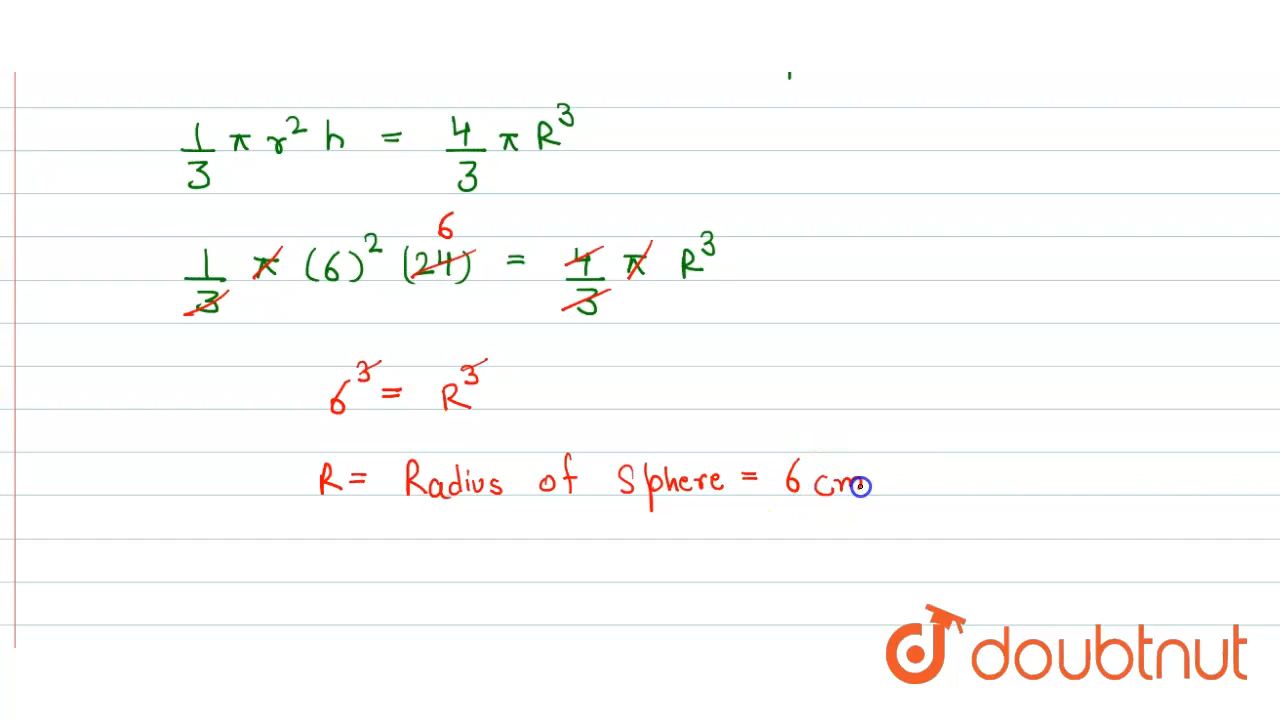 1/3 π r² h = 4/3 π R³
6
1/3 π (6)² (24) = 4/3 π R³
6³ = R³
R = Radius of Sphere = 6 cm
doubtnut